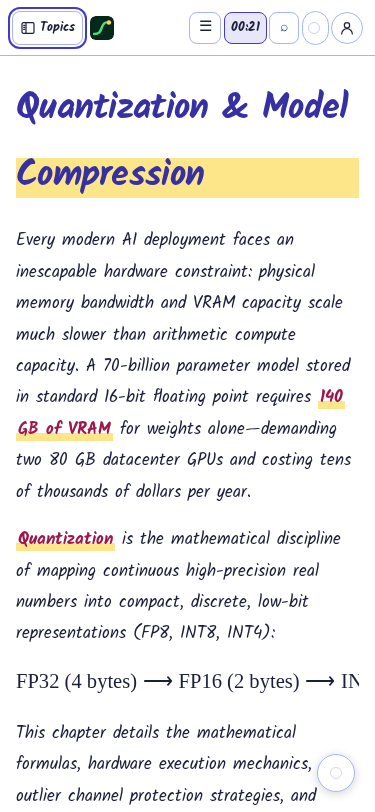 Topics
☰
00:21
Quantization & Model
Compression
Every modern AI deployment faces an
inescapable hardware constraint: physical
memory bandwidth and VRAM capacity scale
much slower than arithmetic compute
capacity. A 70-billion parameter model stored
in standard 16-bit floating point requires 140
GB of VRAM for weights alone—demanding
two 80 GB datacenter GPUs and costing tens
of thousands of dollars per year.
Quantization is the mathematical discipline
of mapping continuous high-precision real
numbers into compact, discrete, low-bit
representations (FP8, INT8, INT4):
FP32 (4 bytes) ⟶ FP16 (2 bytes) ⟶ IN
This chapter details the mathematical
formulas, hardware execution mechanics,
outlier channel protection strategies, and